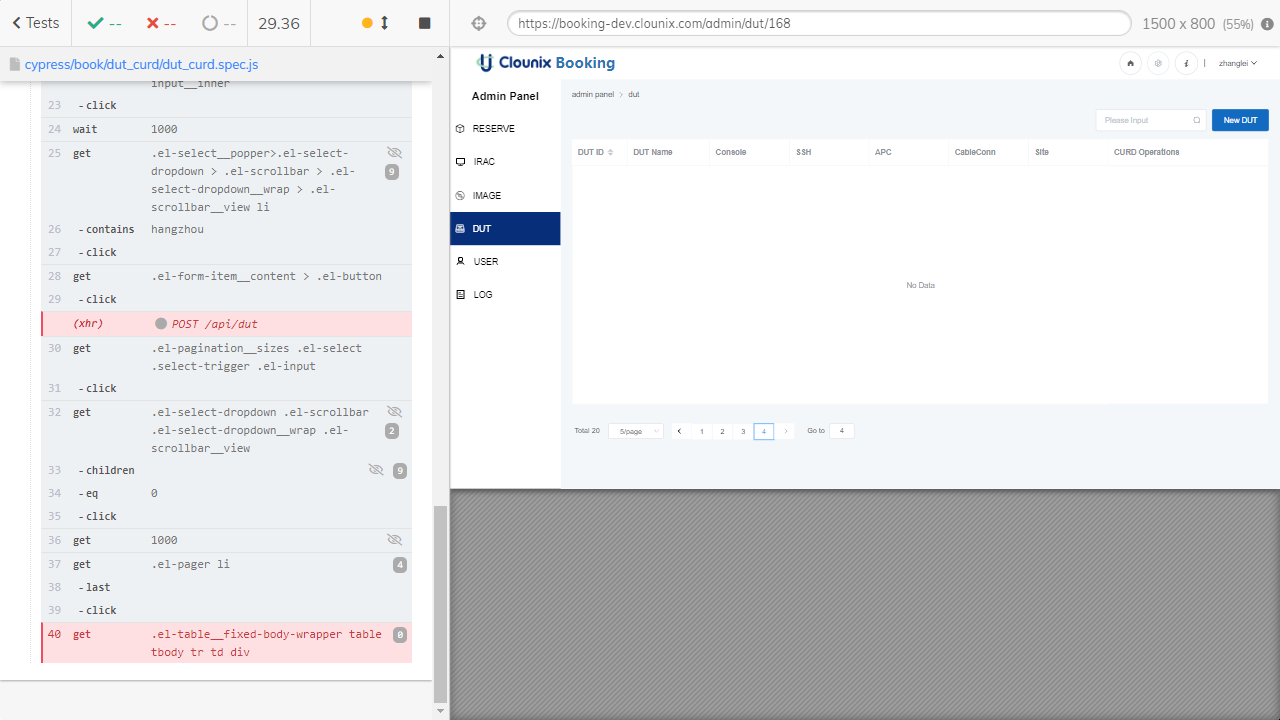 Tests
--
--
--
29.36
https://booking-dev.clounix.com/admin/dut/168
1500 x 800 (55%)
cypress/book/dut_curd/dut_curd.spec.js
input__inner
23 -click
24 wait 1000
25 get .el-select__popper>.el-select-
dropdown > .el-scrollbar > .el-
select-dropdown__wrap > .el-
scrollbar__view li
9
26 -contains hangzhou
27 -click
28 get .el-form-item__content > .el-button
29 -click
(xhr) POST /api/dut
30 get .el-pagination__sizes .el-select
.select-trigger .el-input
31 -click
32 get .el-select-dropdown .el-scrollbar
.el-select-dropdown__wrap .el-
scrollbar__view
2
33 -children 9
34 -eq 0
35 -click
36 get 1000
37 get .el-pager li 4
38 -last
39 -click
40 get .el-table__fixed-body-wrapper table
tbody tr td div
0
Clounix Booking
zhanglei
Admin Panel
RESERVE
IRAC
IMAGE
DUT
USER
LOG
admin panel > dut
Please Input
New DUT
DUT ID DUT Name Console SSH APC CableConn Site CURD Operations
No Data
Total 20 5/page 1 2 3 4 Go to 4